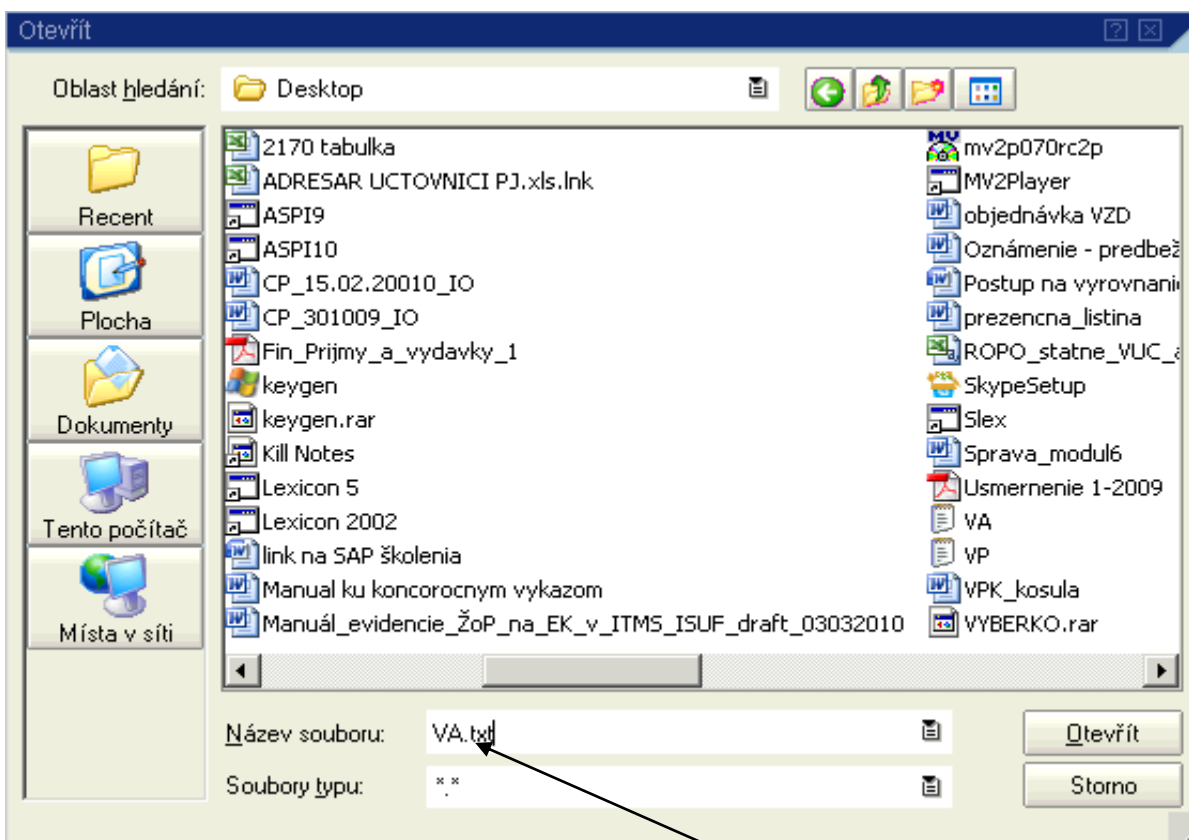 Otevřít
Oblast hledání:
Desktop
Recent
Plocha
Dokumenty
Tento počítač
Místa v síti
2170 tabulka
ADRESAR UCTOVNICI PJ.xls.lnk
ASPI9
ASPI10
CP_15.02.20010_IO
CP_301009_IO
Fin_Prijmy_a_vydavky_1
keygen
keygen.rar
Kill Notes
Lexicon 5
Lexicon 2002
link na SAP školenia
Manual ku koncorocnym vykazom
Manuál_evidencie_ŽoP_na_EK_v_ITMS_ISUF_draft_03032010
mv2p070rc2p
MV2Player
objednávka VZD
Oznámenie - predbež
Postup na vyrovnani
prezencna_listina
ROPO_statne_VUC_a
SkypeSetup
Slex
Sprava_modul6
Usmernenie 1-2009
VA
VP
VPK_kosula
VYBERKO.rar
Název souboru:
VA.txt
Otevřít
Soubory typu:
*.*
Storno